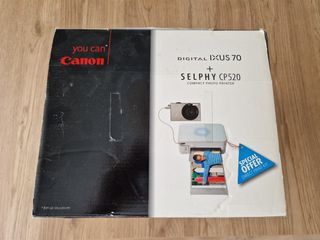 you can
Canon
DIGITAL IXUS 70
+
SELPHY CP520
COMPACT PHOTO PRINTER
SPECIAL
OFFER